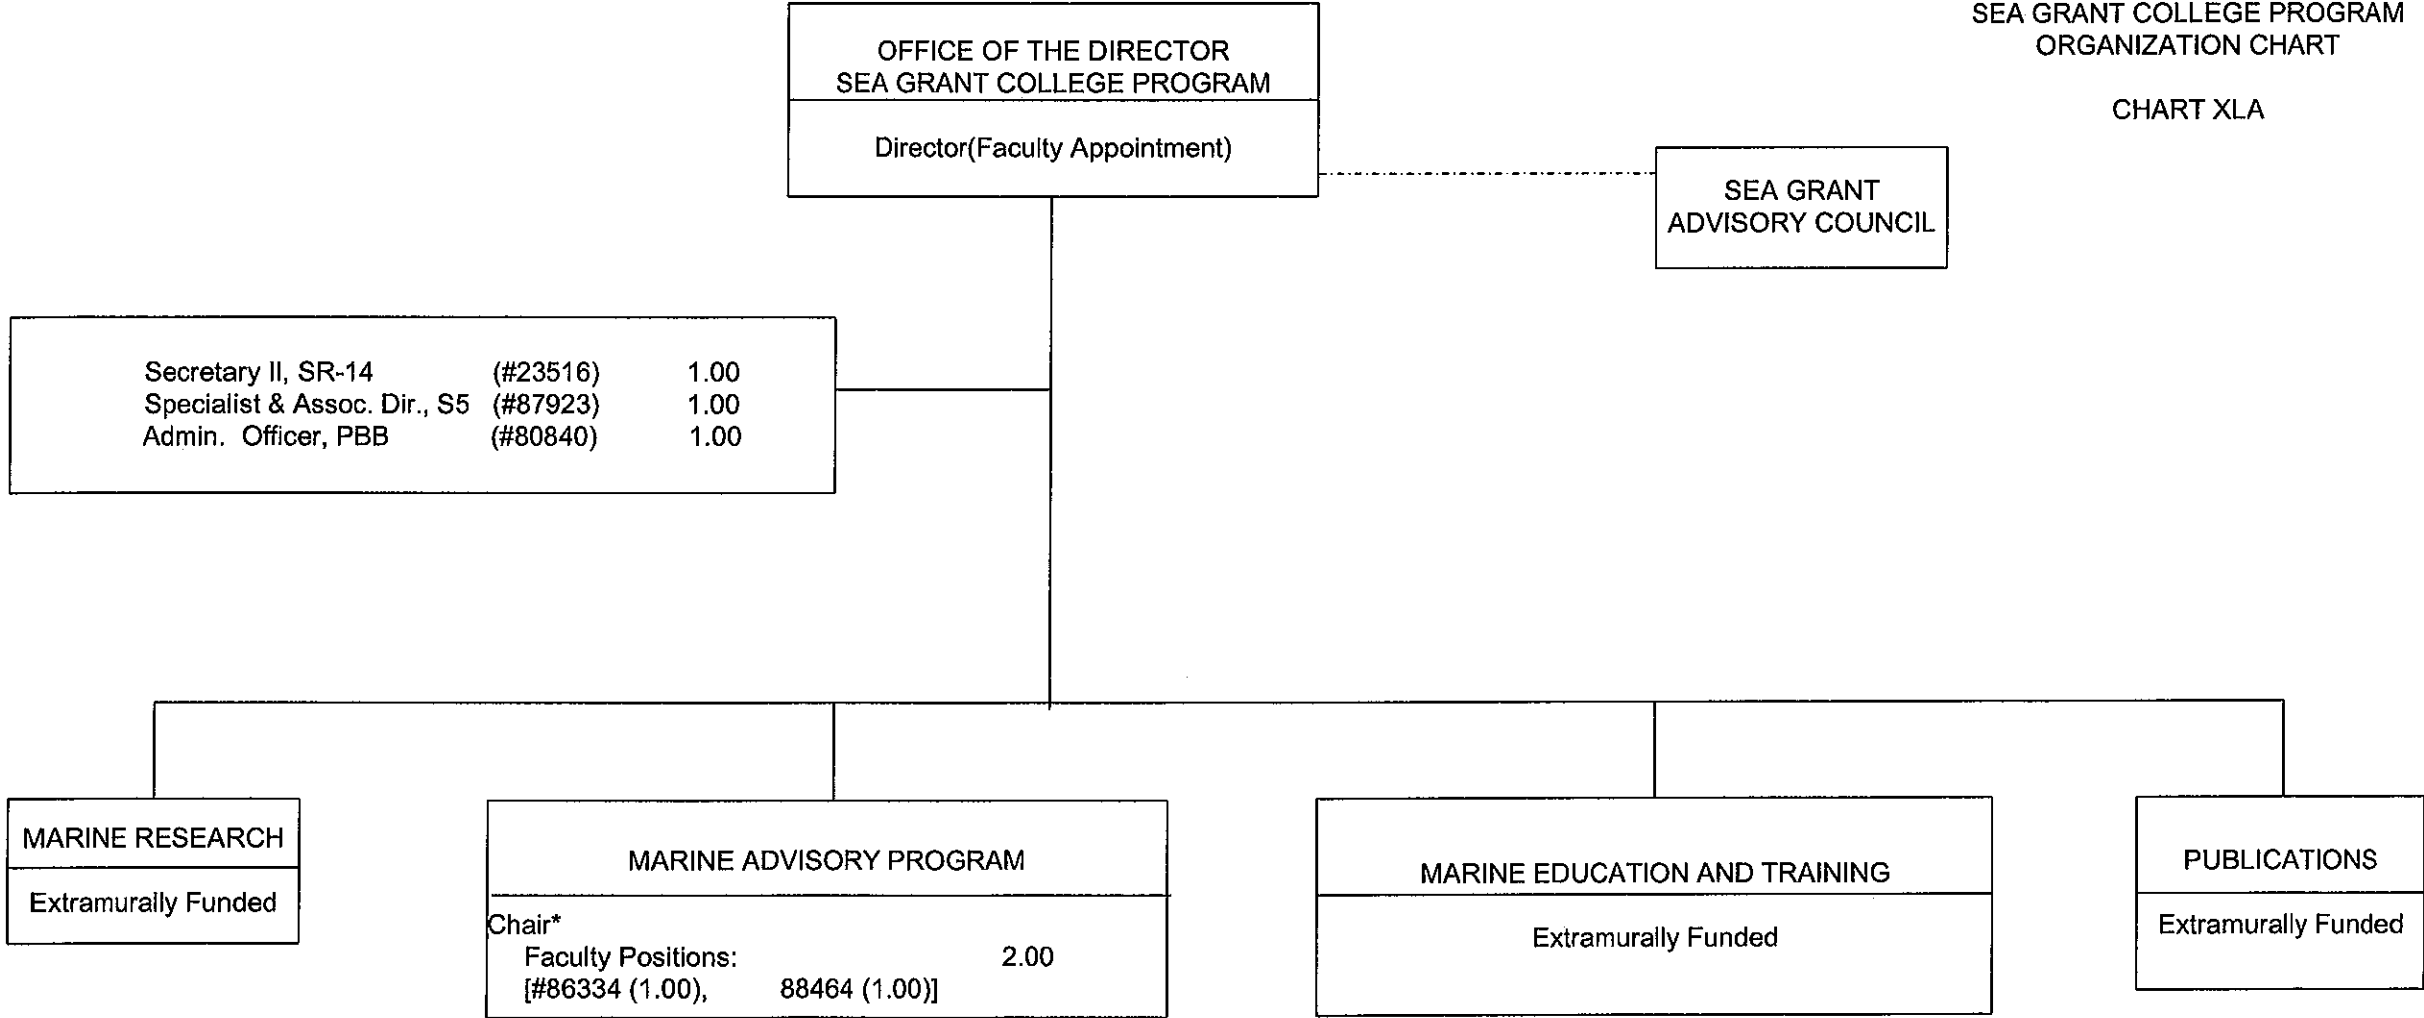 SEA GRANT COLLEGE PROGRAM
ORGANIZATION CHART
CHART XLA
OFFICE OF THE DIRECTOR
SEA GRANT COLLEGE PROGRAM
Director(Faculty Appointment)
SEA GRANT
ADVISORY COUNCIL
Secretary II, SR-14 (#23516) 1.00
Specialist & Assoc. Dir., S5 (#87923) 1.00
Admin. Officer, PBB (#80840) 1.00
MARINE RESEARCH
Extramurally Funded
MARINE ADVISORY PROGRAM
Chair*
Faculty Positions: 2.00
[#86334 (1.00), 88464 (1.00)]
MARINE EDUCATION AND TRAINING
Extramurally Funded
PUBLICATIONS
Extramurally Funded